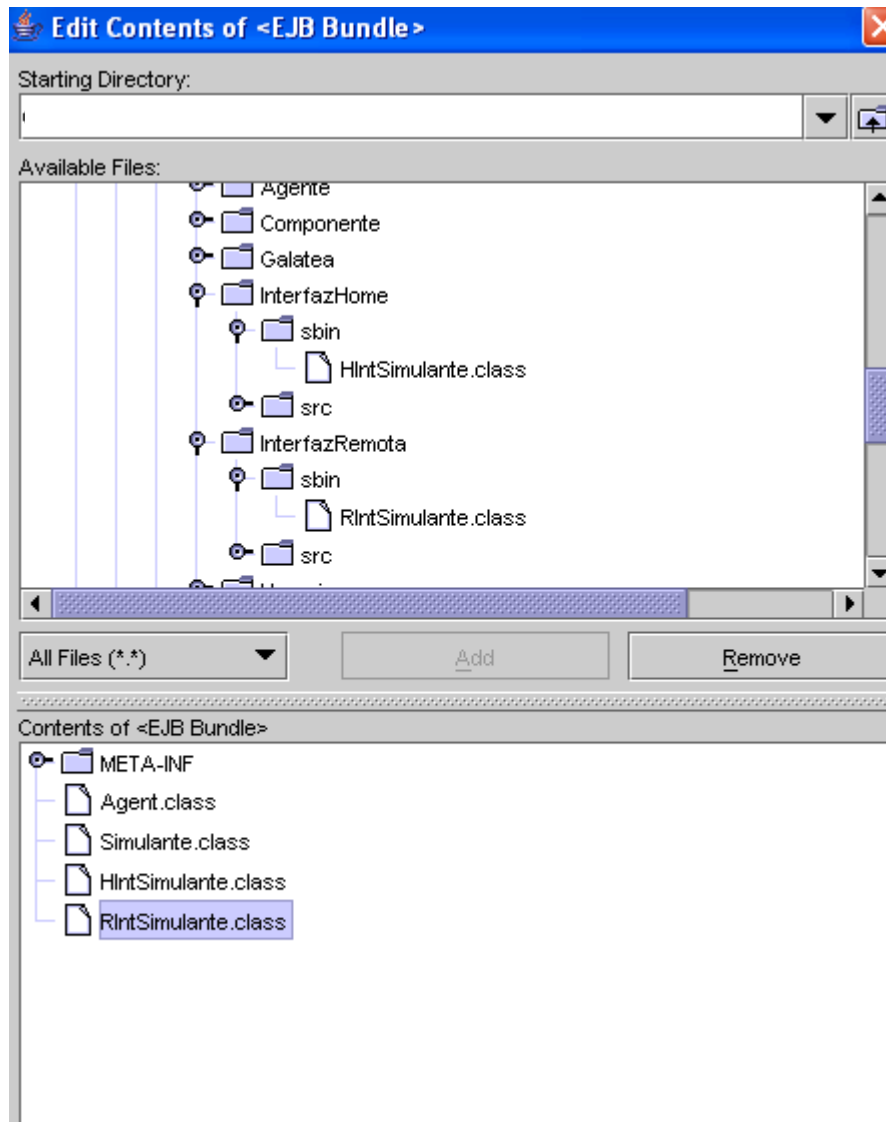 Edit Contents of <EJB Bundle>
Starting Directory:
Available Files:
Agente
Componente
Galatea
InterfazHome
sbin
HIntSimulante.class
src
InterfazRemota
sbin
RIntSimulante.class
src
All Files (*.*)
Add
Remove
Contents of <EJB Bundle>
META-INF
Agent.class
Simulante.class
HIntSimulante.class
RIntSimulante.class